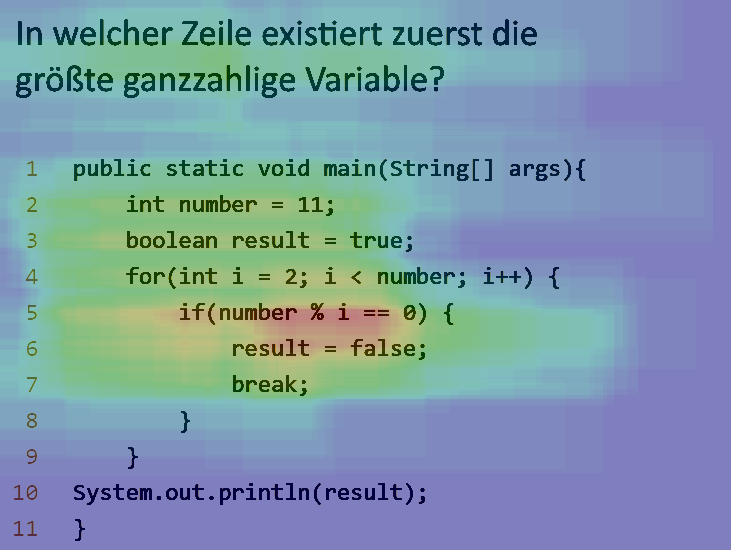 In welcher Zeile existiert zuerst die
größte ganzzahlige Variable?
1 public static void main(String[] args){
2 int number = 11;
3 boolean result = true;
4 for(int i = 2; i < number; i++) {
5 if(number % i == 0) {
6 result = false;
7 break;
8 }
9 }
10 System.out.println(result);
11 }